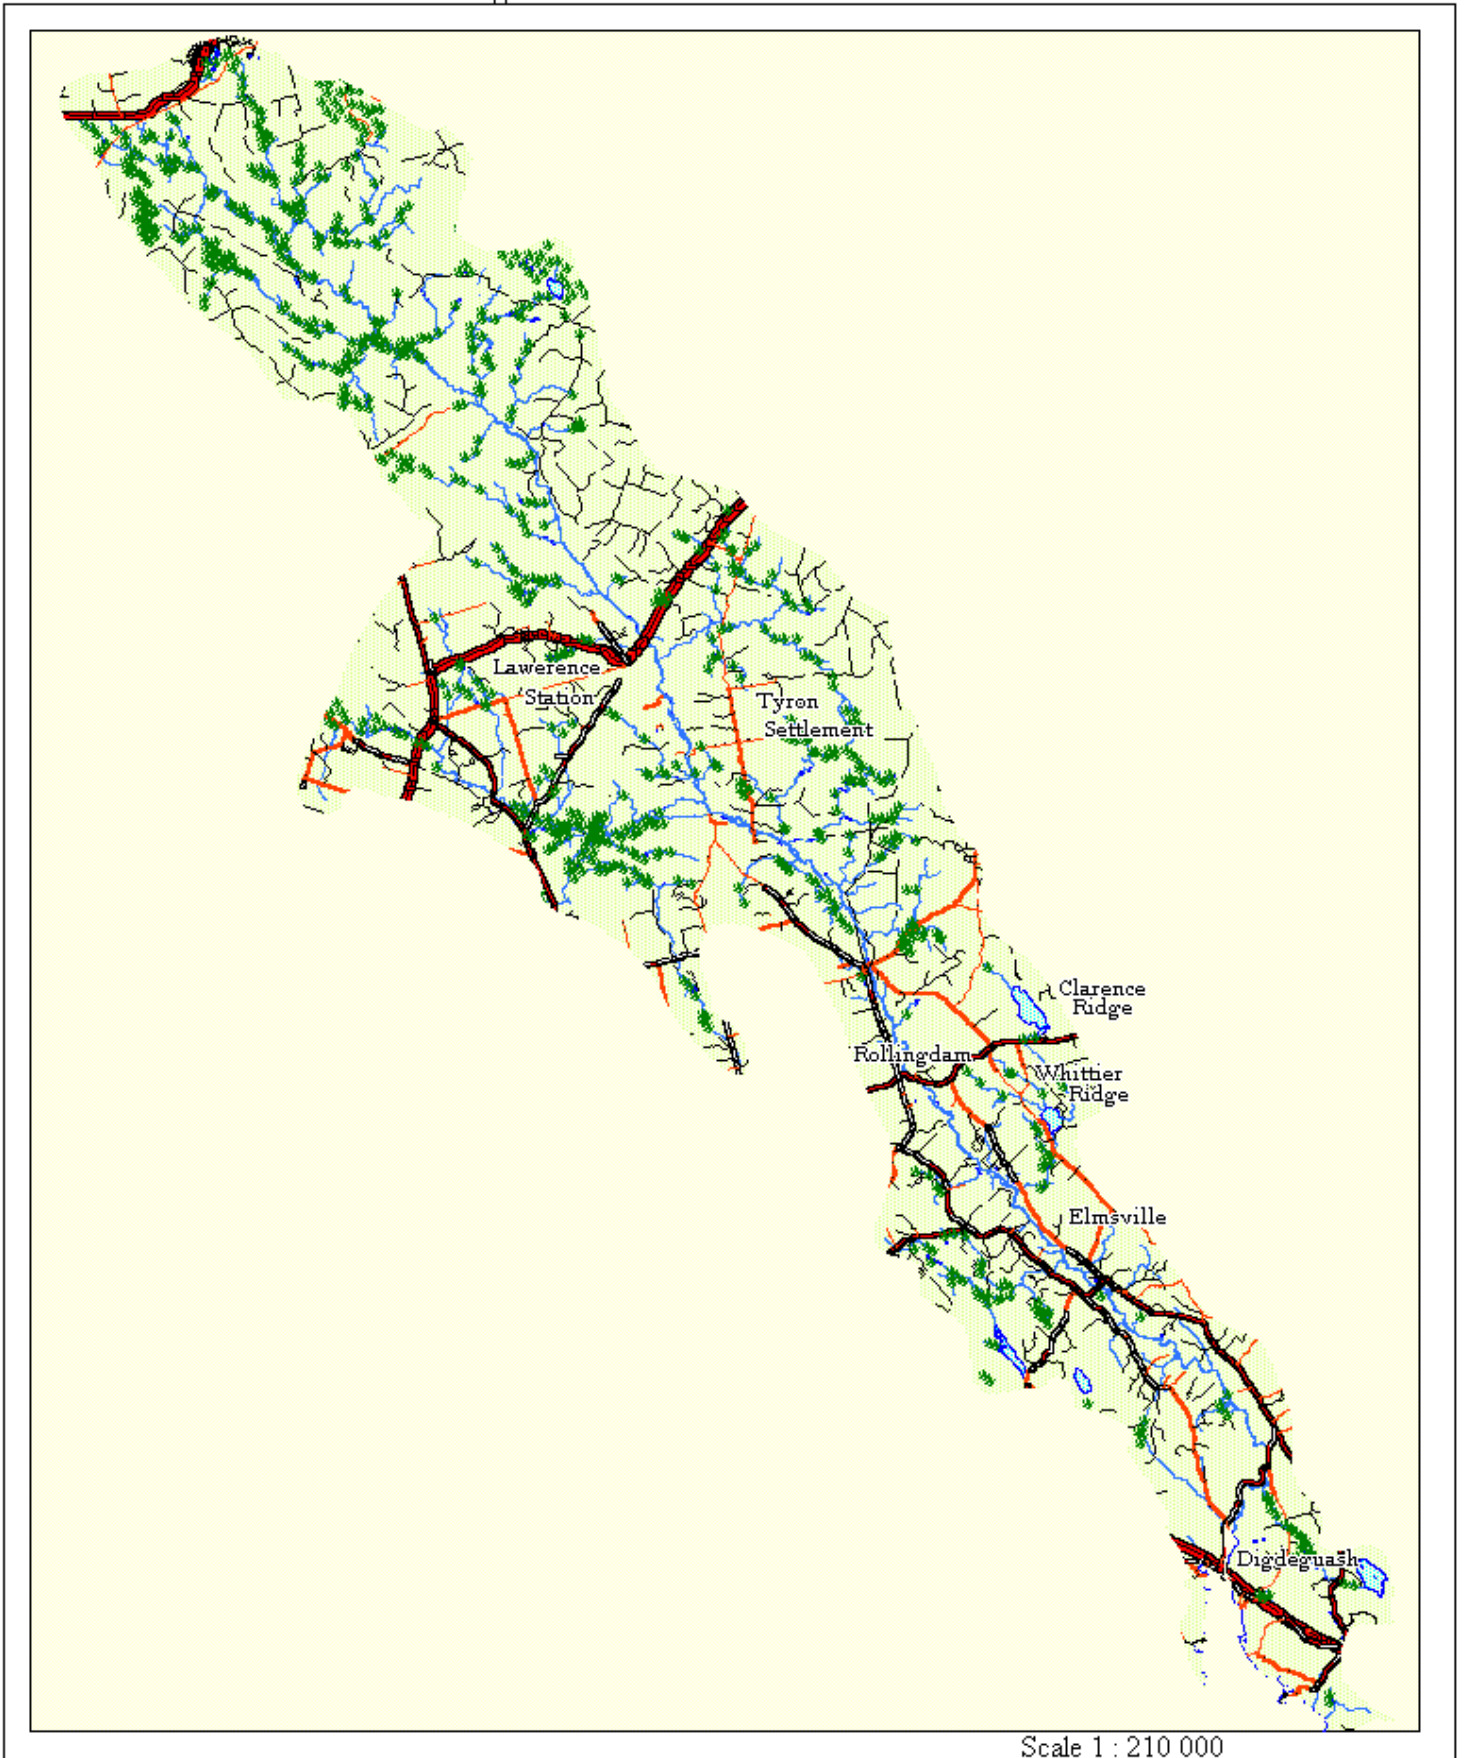 Lawerence
Station
Tyron
Settlement
Clarence
Ridge
Rollingdam
Whittier
Ridge
Elmsville
Digdeguash
Scale 1 : 210 000